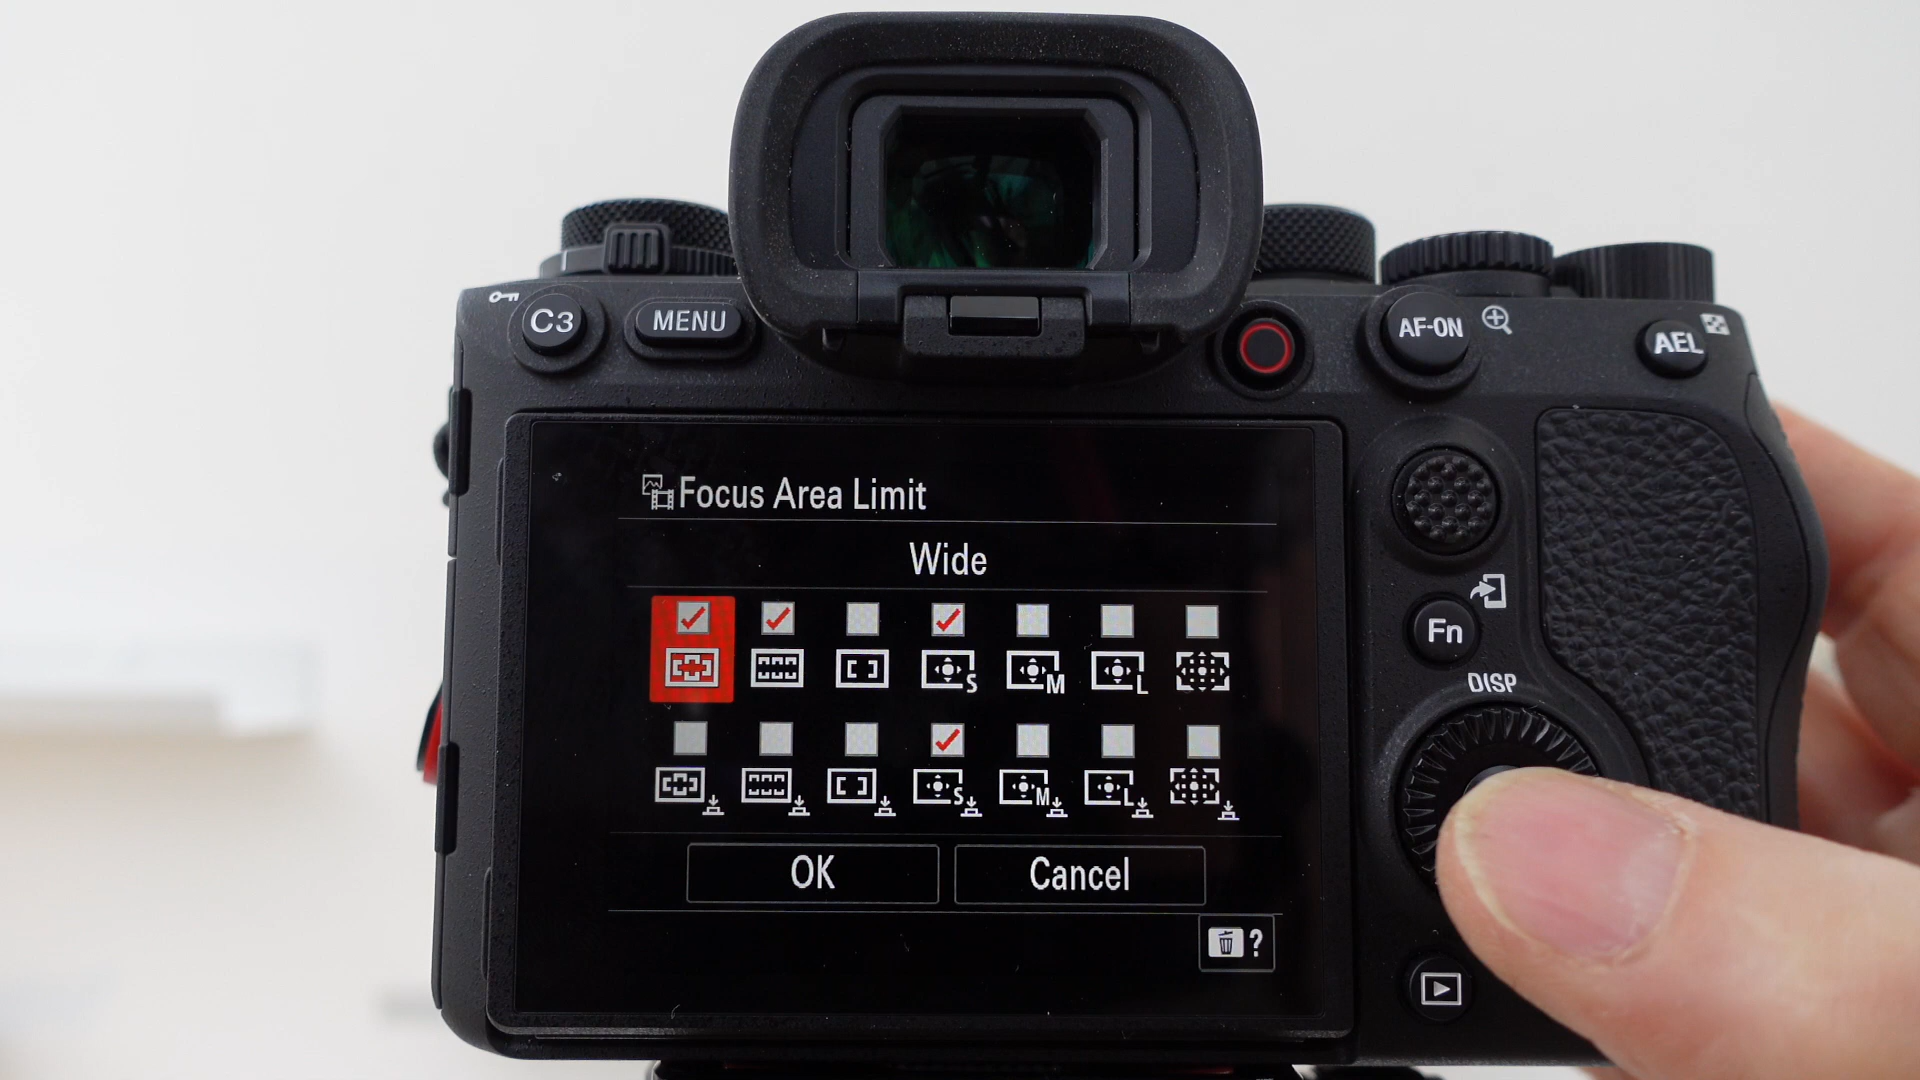 C3
MENU
AF-ON
AEL
Focus Area Limit
Wide
S M L
S M L
OK
Cancel
?
Fn
DISP